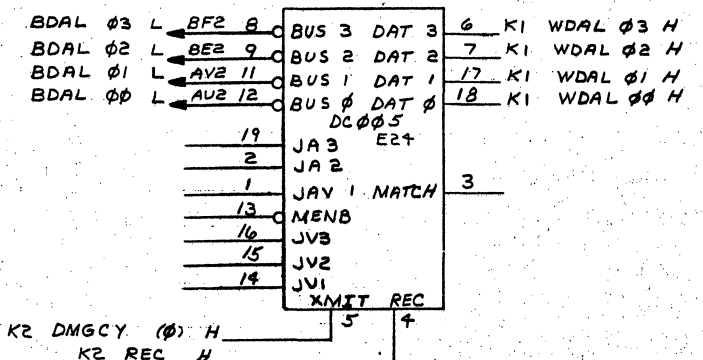 BDAL Ø3 L BF2 8 BUS 3 DAT 3 6 K1 WDAL Ø3 H
BDAL Ø2 L BE2 9 BUS 2 DAT 2 7 K1 WDAL Ø2 H
BDAL Ø1 L AV2 11 BUS 1 DAT 1 17 K1 WDAL Ø1 H
BDAL ØØ L AU2 12 BUS Ø DAT Ø 18 K1 WDAL ØØ H
DCØØ5
E24
19 JA3
2 JA2
1 JAV 1 MATCH 3
13 MENB
16 JV3
15 JV2
14 JV1
XMIT REC
5 4
K2 DMGCY (Ø) H
K2 REC H